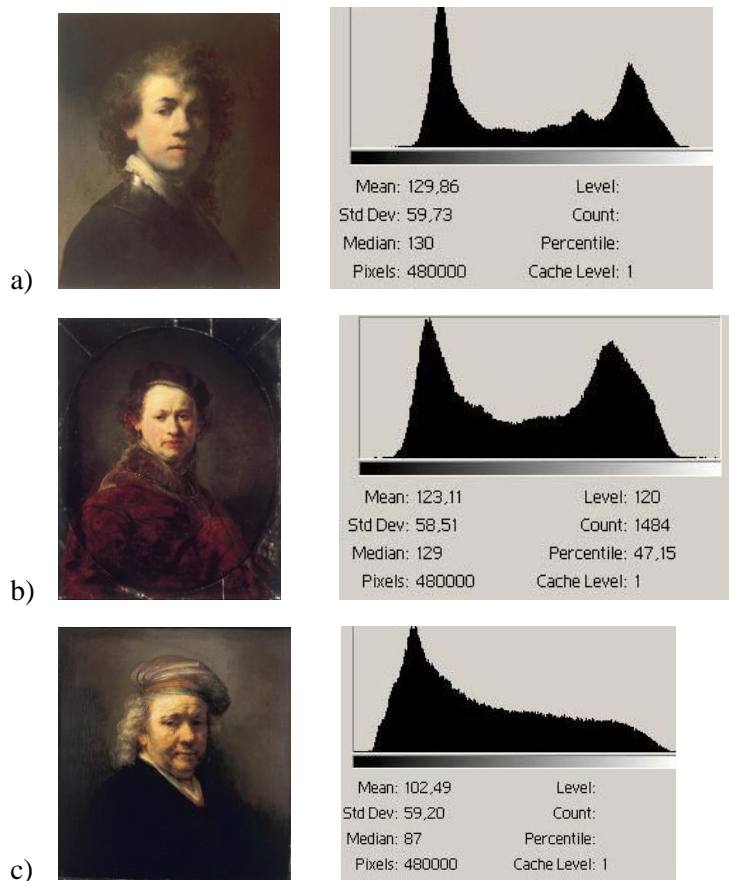 Mean: 129,86 Level:
Std Dev: 59,73 Count:
Median: 130 Percentile:
Pixels: 480000 Cache Level: 1
a)
Mean: 123,11 Level: 120
Std Dev: 58,51 Count: 1484
Median: 129 Percentile: 47,15
Pixels: 480000 Cache Level: 1
b)
Mean: 102,49 Level:
Std Dev: 59,20 Count:
Median: 87 Percentile:
Pixels: 480000 Cache Level: 1
c)